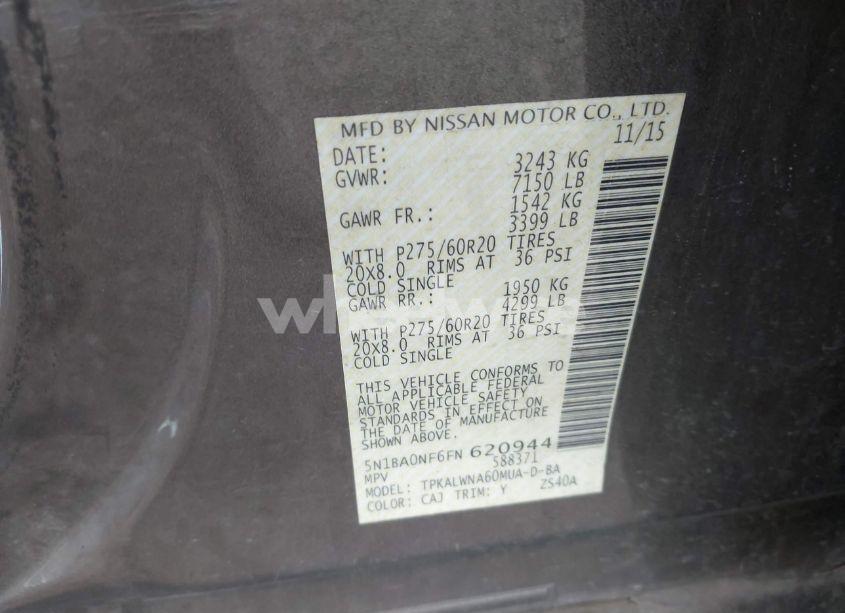 MFD BY NISSAN MOTOR CO., LTD.
DATE: 11/15
GVWR: 3243 KG
7150 LB
GAWR FR.: 1542 KG
3399 LB
WITH P275/60R20 TIRES
20X8.0 RIMS AT 36 PSI
COLD SINGLE
GAWR RR.: 1950 KG
4299 LB
WITH P275/60R20 TIRES
20X8.0 RIMS AT 36 PSI
COLD SINGLE
THIS VEHICLE CONFORMS TO
ALL APPLICABLE FEDERAL
MOTOR VEHICLE SAFETY
STANDARDS IN EFFECT ON
THE DATE OF MANUFACTURE
SHOWN ABOVE.
5N1BA0NF6FN 620944
MPV 588371
MODEL: TPKALWNA60MUA-D-BA
COLOR: CAJ TRIM: Y ZS40A